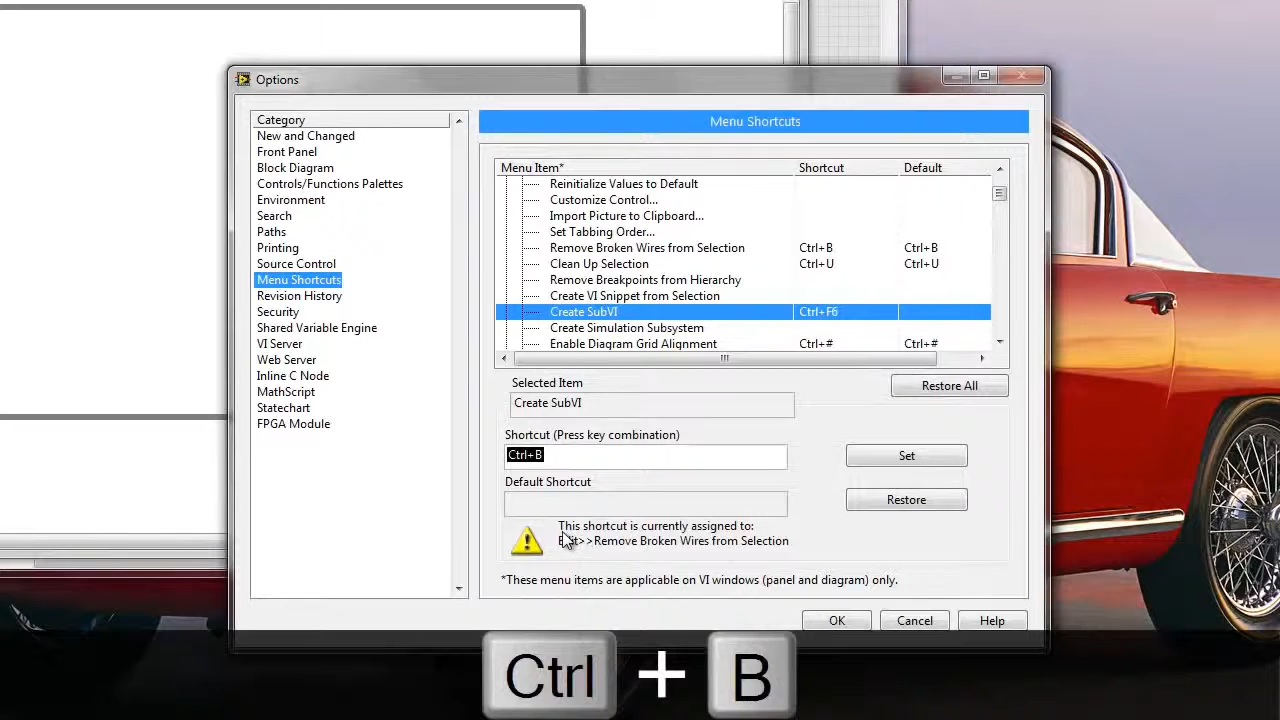 Options
Category
New and Changed
Front Panel
Block Diagram
Controls/Functions Palettes
Environment
Search
Paths
Printing
Source Control
Menu Shortcuts
Revision History
Security
Shared Variable Engine
VI Server
Web Server
Inline C Node
MathScript
Statechart
FPGA Module
Menu Shortcuts
Menu Item* Shortcut Default
Reinitialize Values to Default
Customize Control...
Import Picture to Clipboard...
Set Tabbing Order...
Remove Broken Wires from Selection Ctrl+B Ctrl+B
Clean Up Selection Ctrl+U Ctrl+U
Remove Breakpoints from Hierarchy
Create VI Snippet from Selection
Create SubVI Ctrl+F6
Create Simulation Subsystem
Enable Diagram Grid Alignment Ctrl+# Ctrl+#
Selected Item
Restore All
Create SubVI
Shortcut (Press key combination)
Ctrl+B
Set
Default Shortcut
Restore
This shortcut is currently assigned to:
>>Remove Broken Wires from Selection
*These menu items are applicable on VI windows (panel and diagram) only.
OK Cancel Help
Ctrl + B